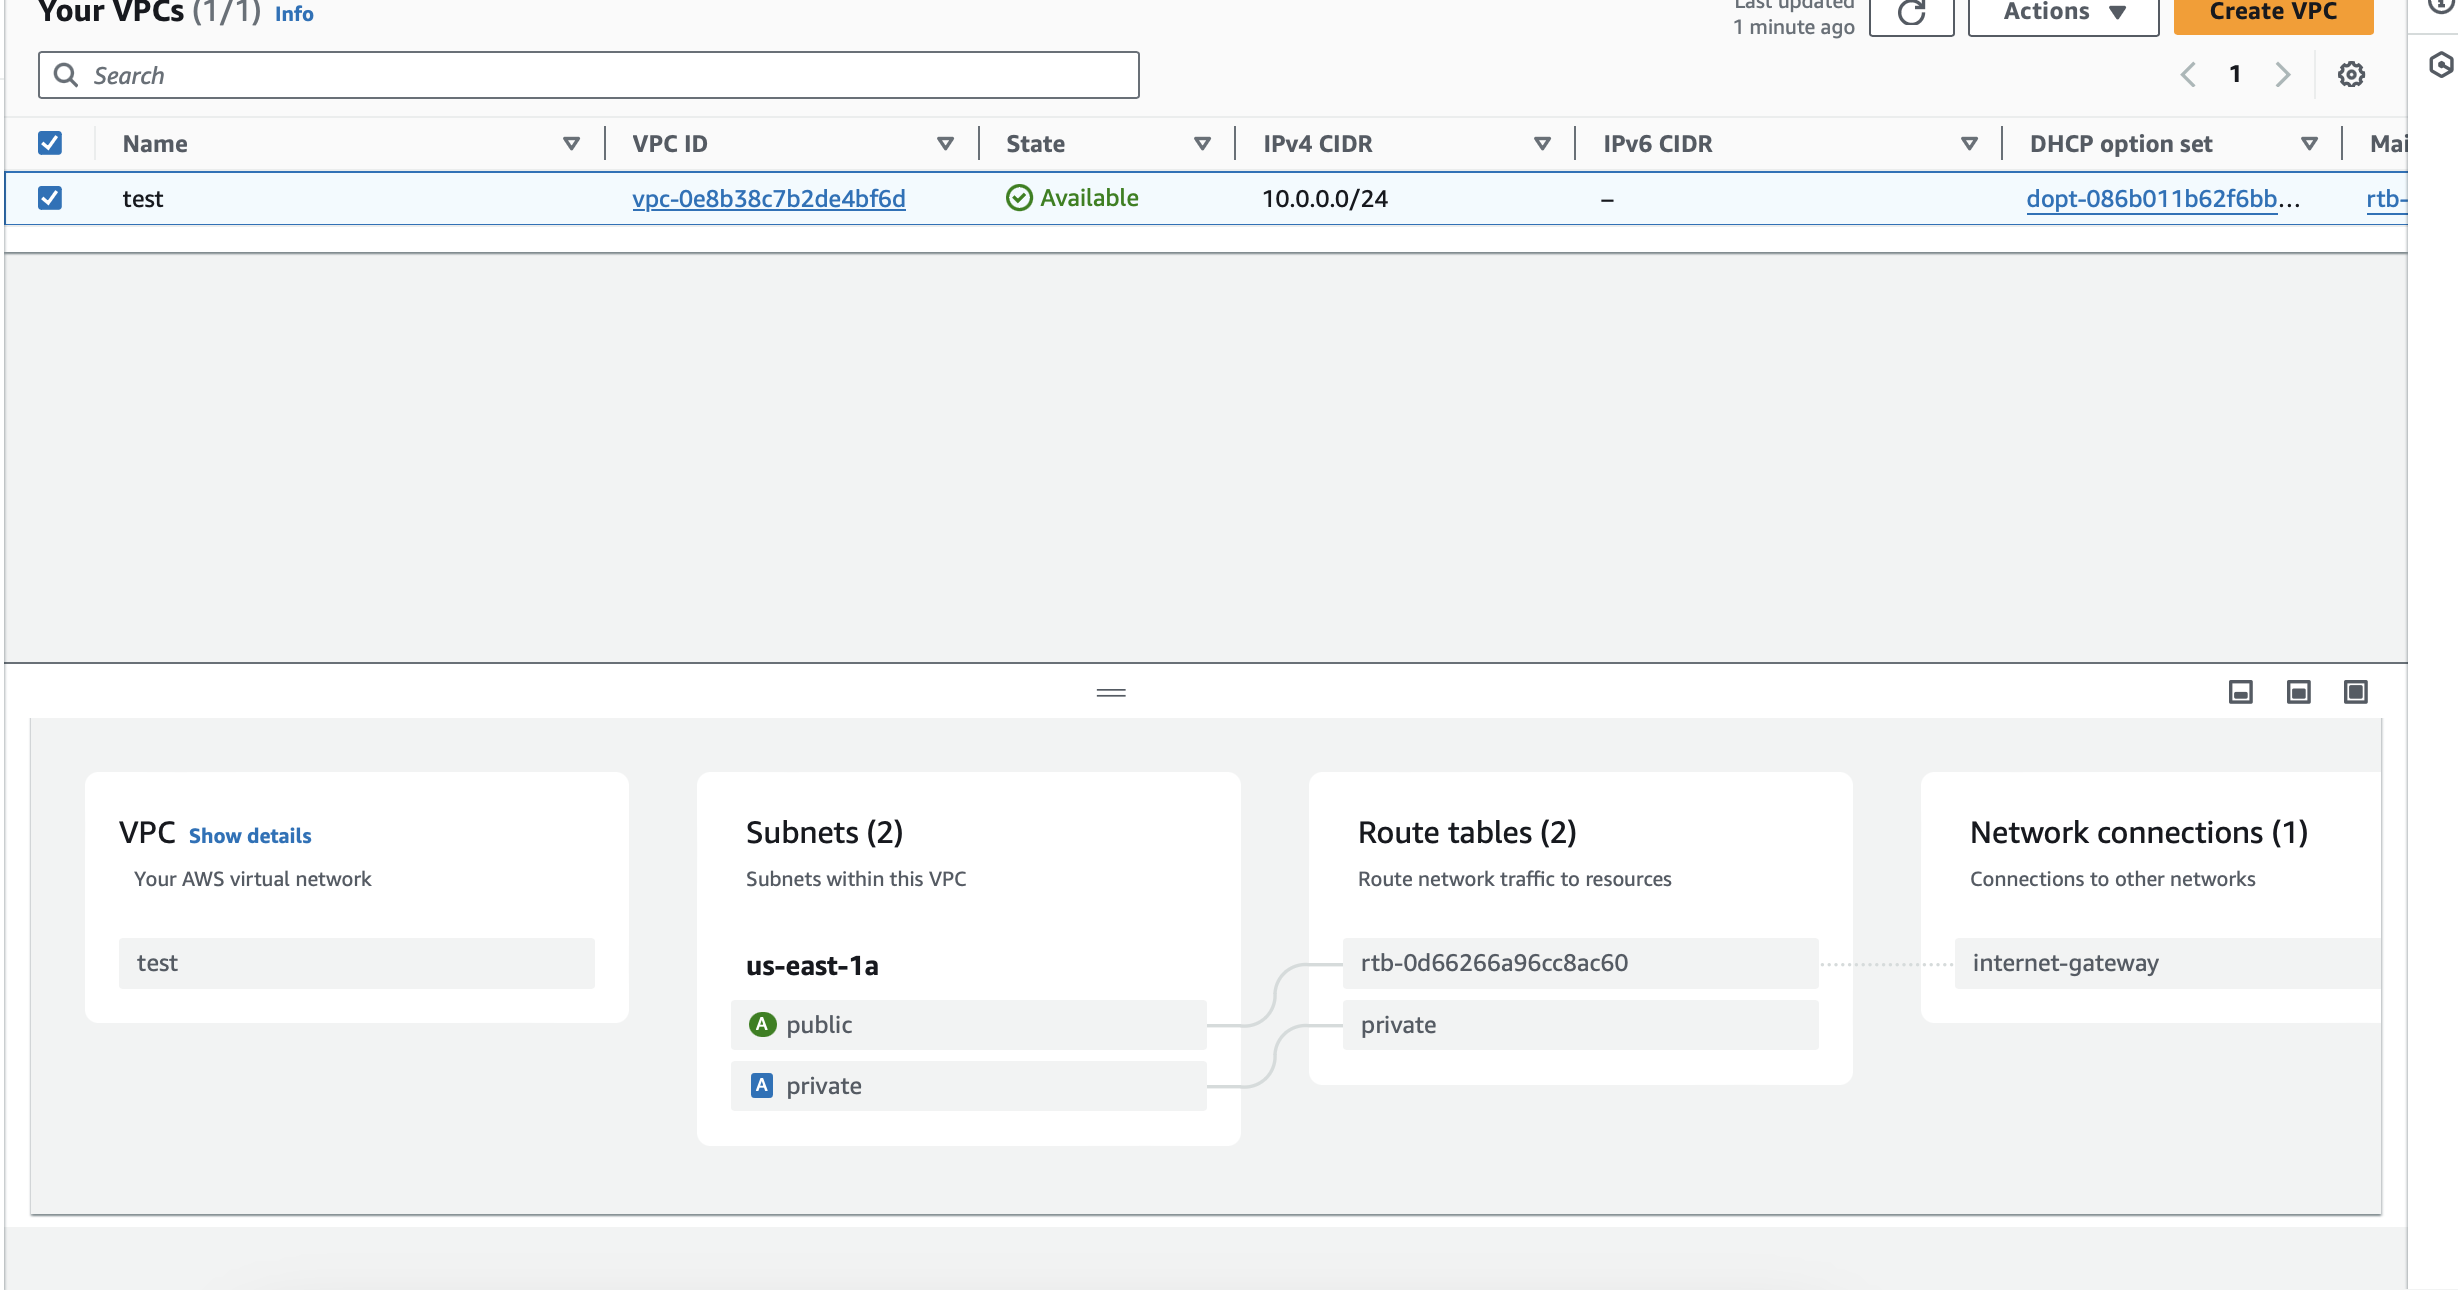 Your VPCs (1/1) Info
Last updated
1 minute ago
Actions
Create VPC
Search
1
Name
VPC ID
State
IPv4 CIDR
IPv6 CIDR
DHCP option set
Mai
test
vpc-0e8b38c7b2de4bf6d
Available
10.0.0.0/24
–
dopt-086b011b62f6bb...
rtb-
VPC Show details
Your AWS virtual network
test
Subnets (2)
Subnets within this VPC
us-east-1a
A public
A private
Route tables (2)
Route network traffic to resources
rtb-0d66266a96cc8ac60
private
Network connections (1)
Connections to other networks
internet-gateway